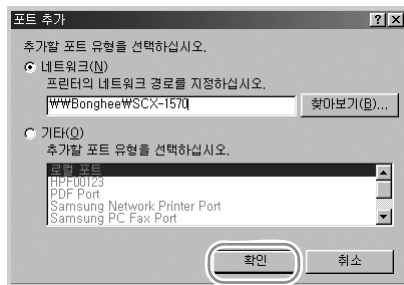 포트 추가
추가할 포트 유형을 선택하십시오.
네트워크(N)
프린터의 네트워크 경로를 지정하십시오.
₩₩Bonghee₩SCX-1570
찾아보기(B)...
기타(O)
추가할 포트 유형을 선택하십시오.
로컬 포트
HPF00123
PDF Port
Samsung Network Printer Port
Samsung PC Fax Port
확인
취소